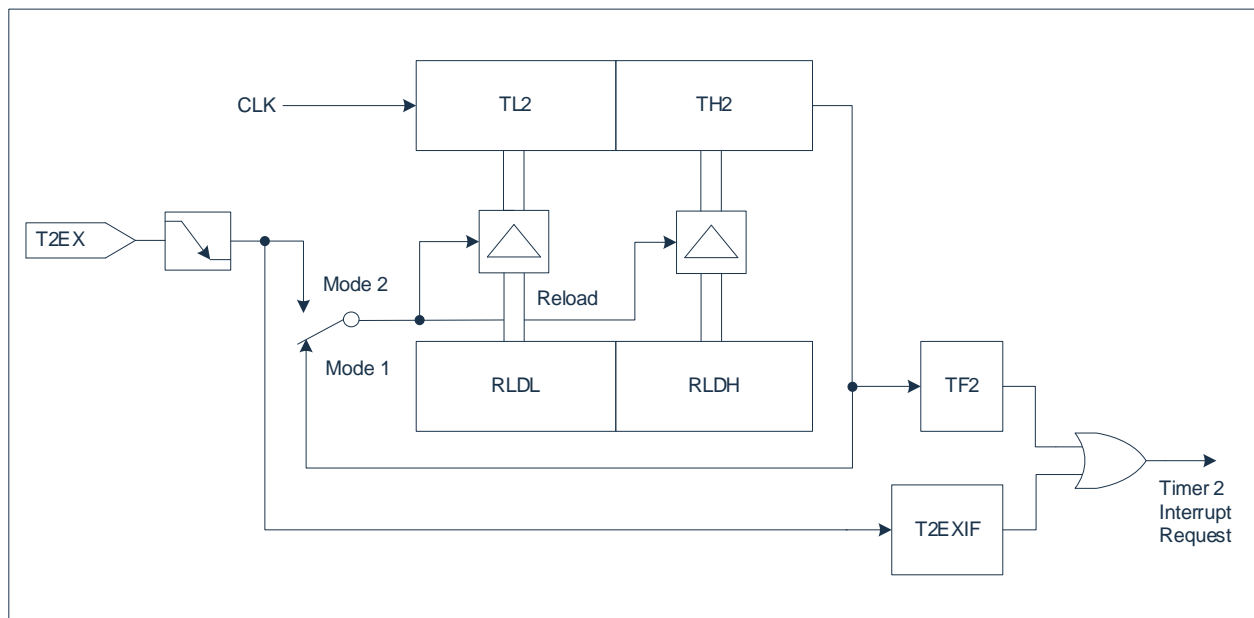 CLK
TL2
TH2
T2EX
Mode 2
Reload
Mode 1
RLDL
RLDH
TF2
T2EXIF
Timer 2
Interrupt
Request